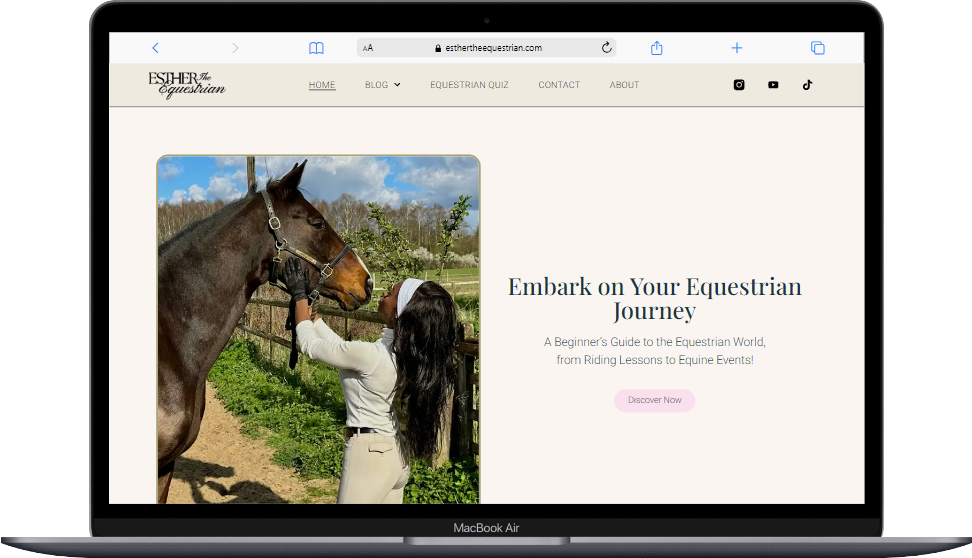 AA
esthertheequestrian.com
ESTHER The
Equestrian
HOME
BLOG
EQUESTRIAN QUIZ
CONTACT
ABOUT
Embark on Your Equestrian
Journey
A Beginner's Guide to the Equestrian World,
from Riding Lessons to Equine Events!
Discover Now
MacBook Air